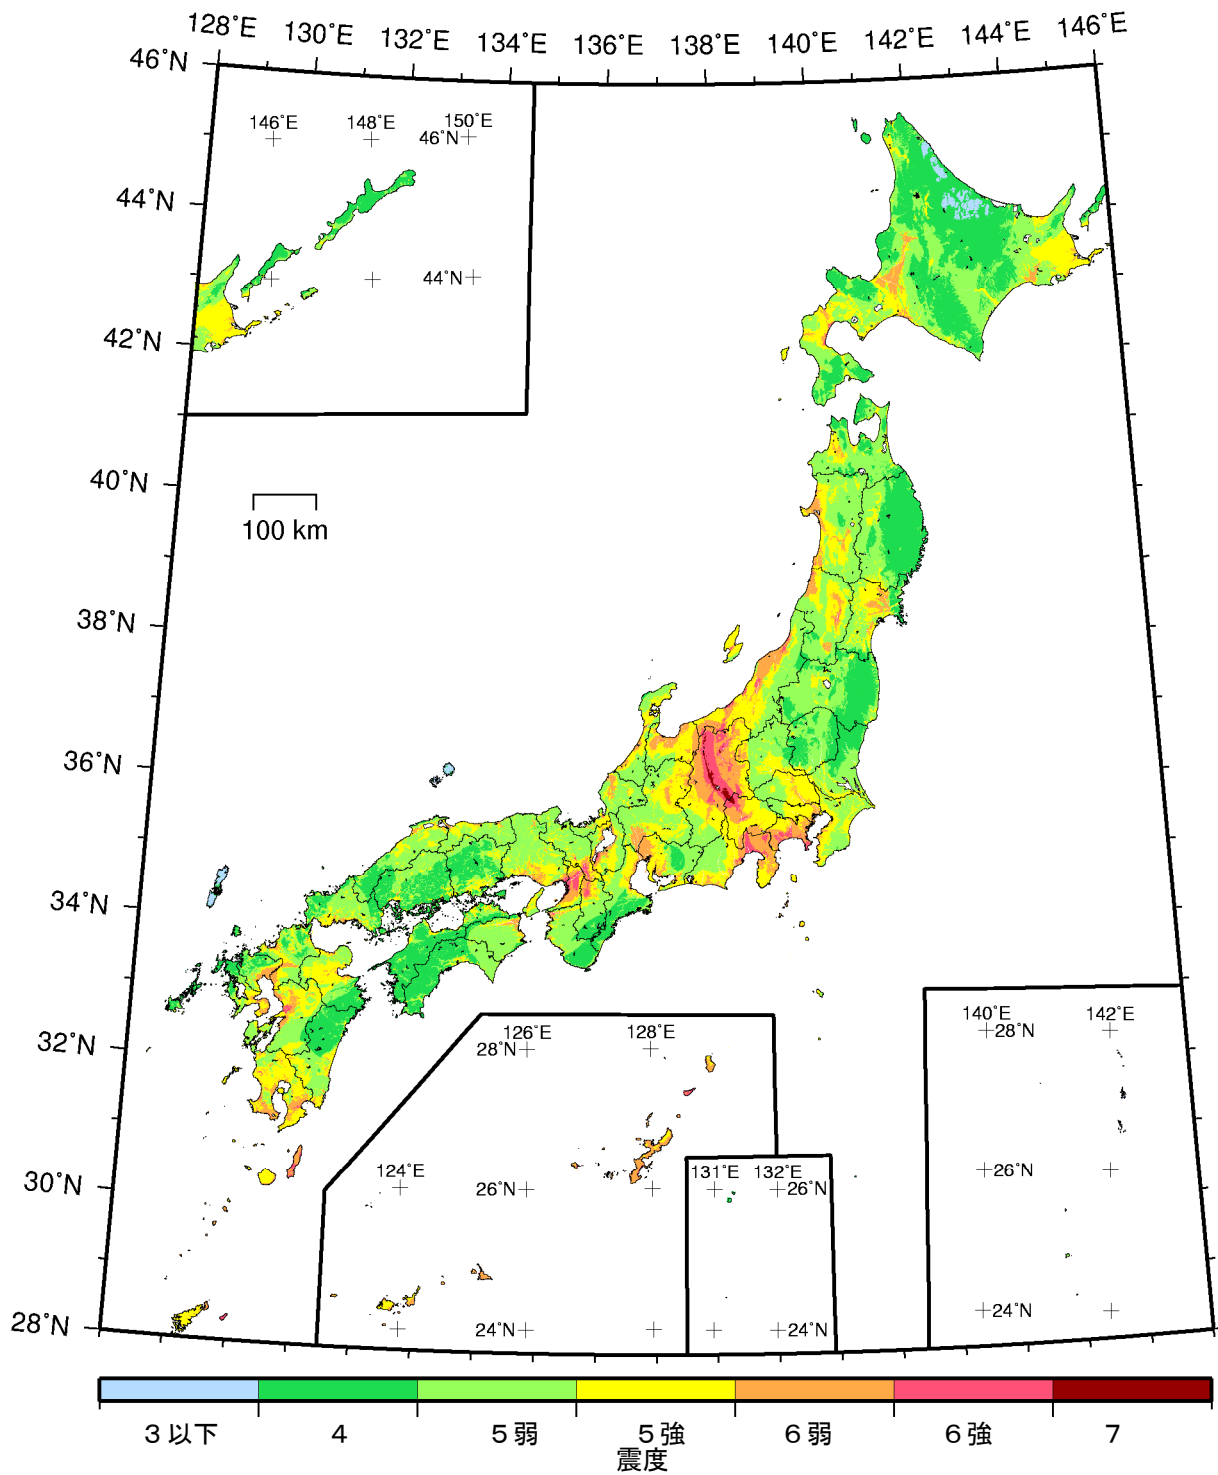 128°E 130°E 132°E 134°E 136°E 138°E 140°E 142°E 144°E 146°E
46°N
146°E 148°E 150°E
46°N
44°N
44°N
42°N
40°N
100 km
38°N
36°N
34°N
32°N
126°E 128°E
28°N
140°E 142°E
28°N
30°N
124°E
26°N
131°E 132°E
26°N
26°N
28°N
24°N
24°N
24°N
3以下 4 5弱 5強 6弱 6強 7
震度